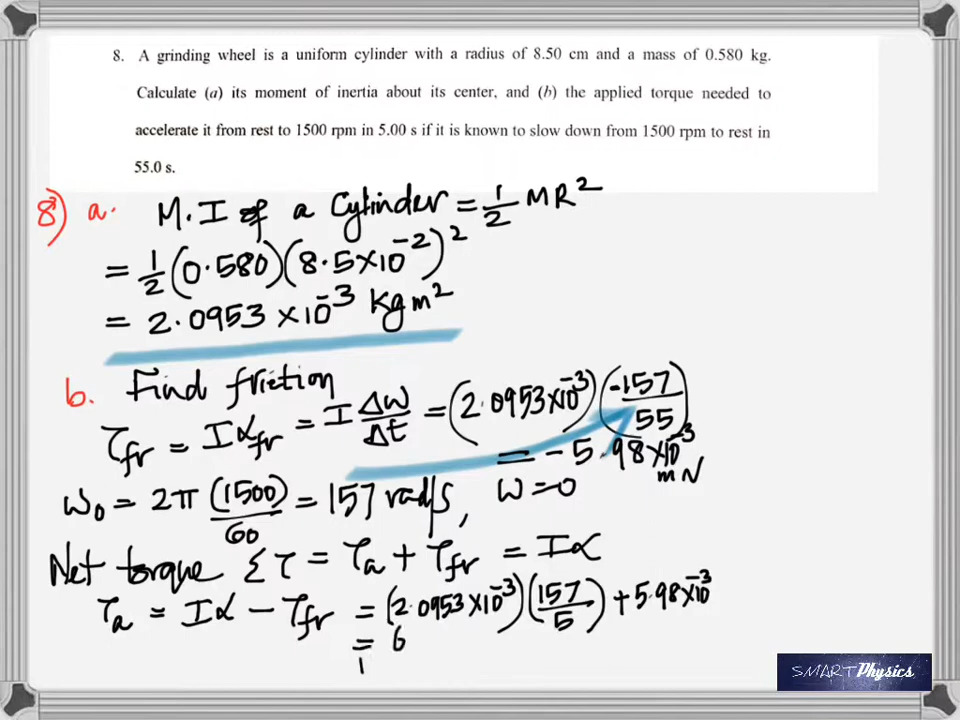 8. A grinding wheel is a uniform cylinder with a radius of 8.50 cm and a mass of 0.580 kg.
Calculate (a) its moment of inertia about its center, and (b) the applied torque needed to
accelerate it from rest to 1500 rpm in 5.00 s if it is known to slow down from 1500 rpm to rest in
55.0 s.
8) a. M.I of a Cylinder = 1/2 MR²
= 1/2 (0.580)(8.5×10⁻²)²
= 2.0953 ×10⁻³ kgm²
b. Find friction
τfr = Iαfr = I Δω/Δt = (2.0953×10⁻³)(-157/55)
= -5.98×10⁻³ mN
ω₀ = 2π (1500)/60 = 157 rad/s, ω=0
Net torque Στ = τa + τfr = Iα
τa = Iα - τfr = (2.0953×10⁻³)(157/5) + 5.98×10⁻³
= 6
SMART Physics